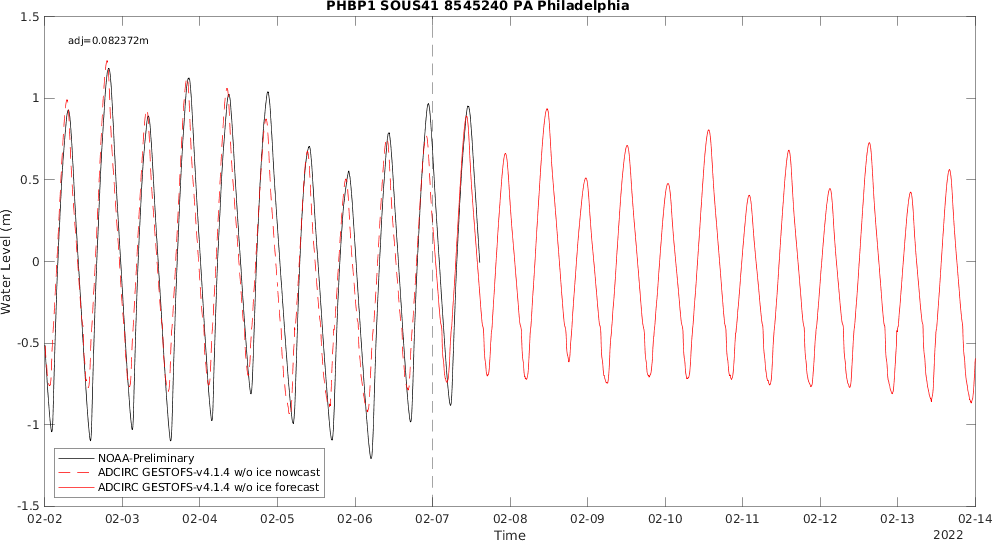 PHBP1 SOUS41 8545240 PA Philadelphia
1.5
adj=0.082372m
1
0.5
0
Water Level (m)
-0.5
-1
NOAA-Preliminary
ADCIRC GESTOFS-v4.1.4 w/o ice nowcast
ADCIRC GESTOFS-v4.1.4 w/o ice forecast
-1.5
02-02 02-03 02-04 02-05 02-06 02-07 02-08 02-09 02-10 02-11 02-12 02-13 02-14
Time
2022